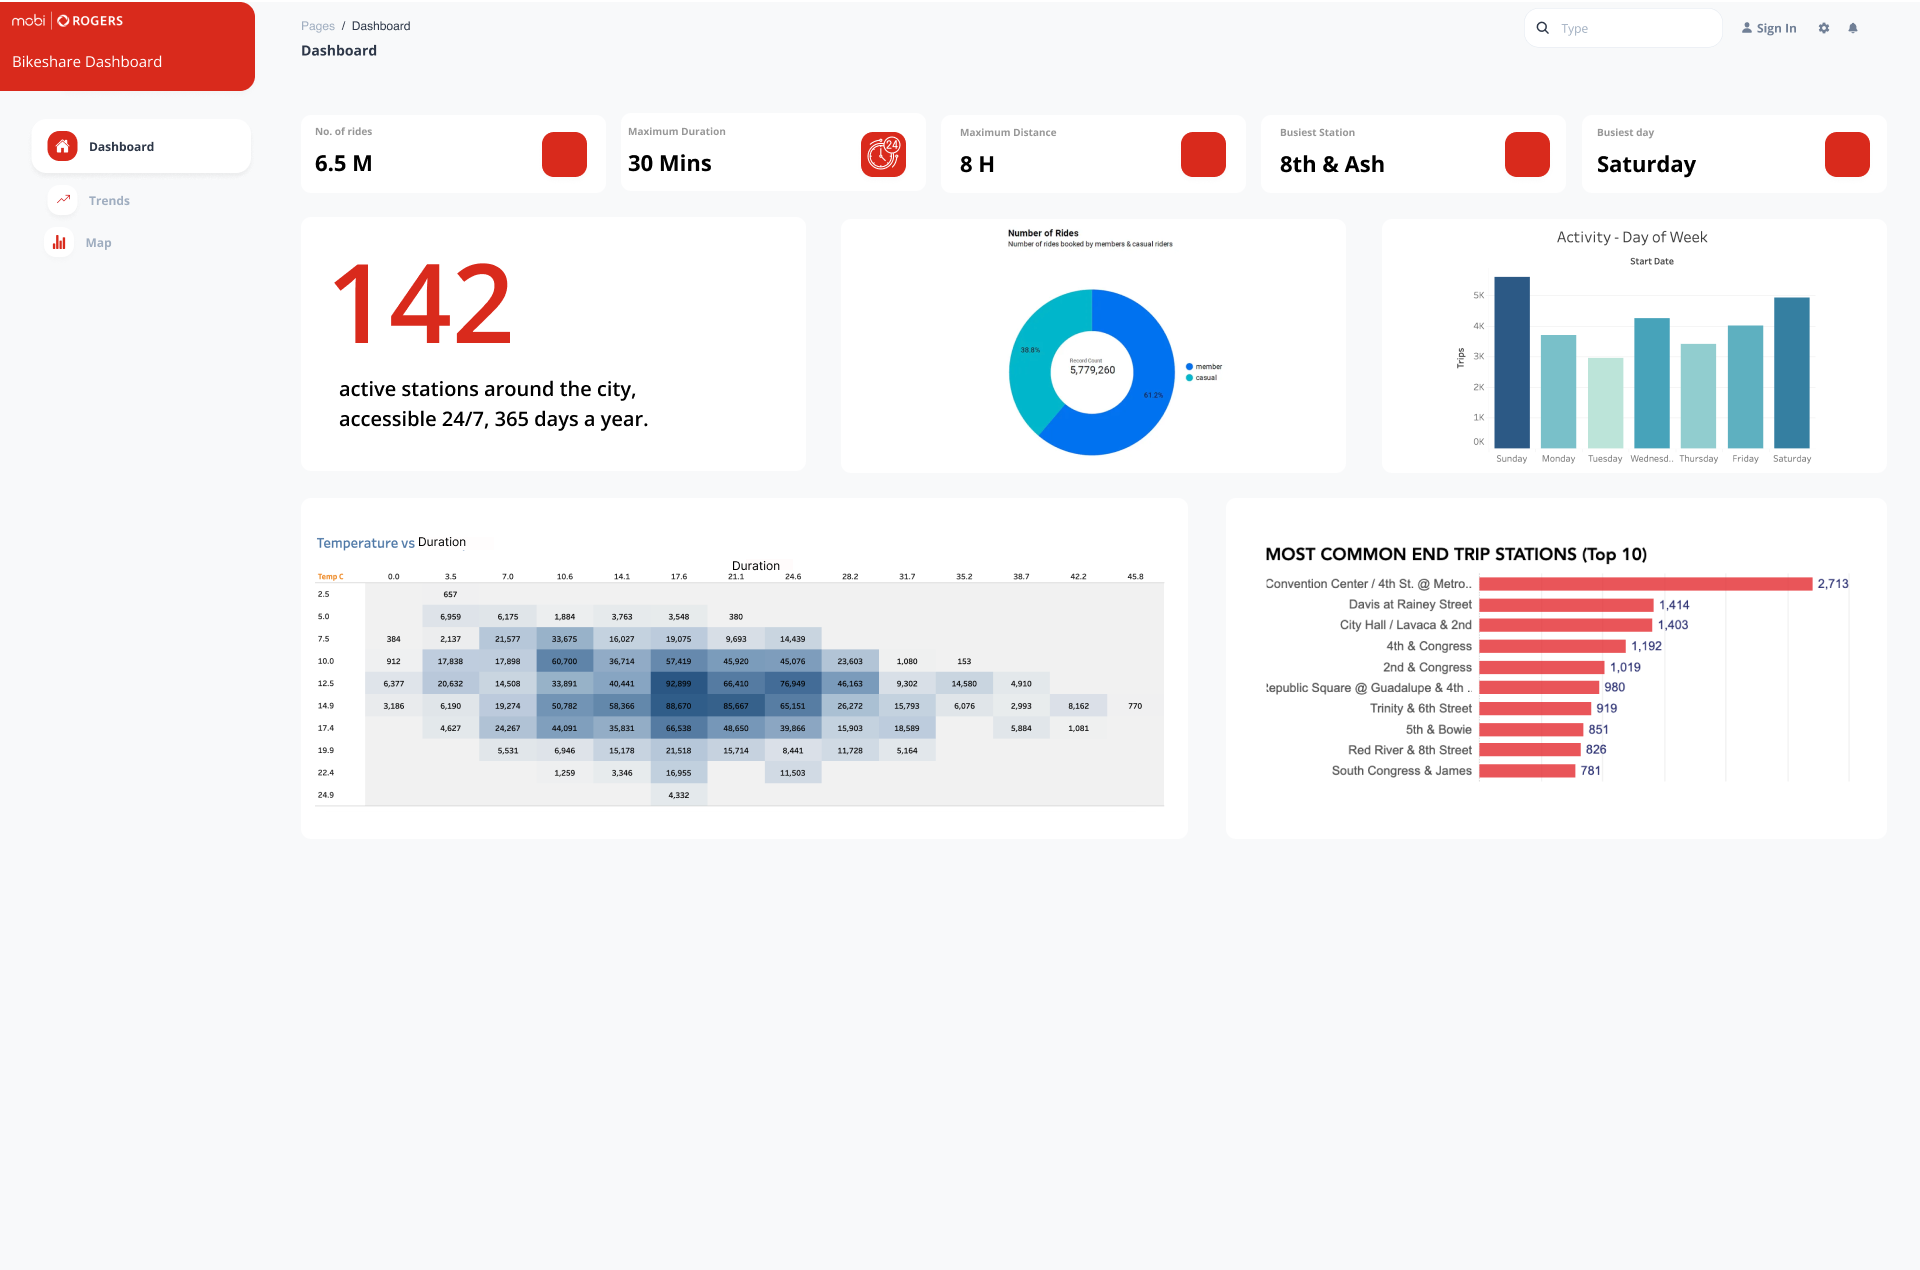 mobi ROGERS
Bikeshare Dashboard
Pages / Dashboard
Dashboard
Type
Sign In
Dashboard
Trends
Map
No. of rides
6.5 M
Maximum Duration
30 Mins
24
Maximum Distance
8 H
Busiest Station
8th & Ash
Busiest day
Saturday
142
active stations around the city,
accessible 24/7, 365 days a year.
Number of Rides
Number of rides booked by members & casual riders
38.8%
Record Count
5,779,260
61.2%
member
casual
Activity - Day of Week
Start Date
Trips
5K
4K
3K
2K
1K
0K
Sunday Monday Tuesday Wednesd.. Thursday Friday Saturday
Temperature vs Duration
Duration
Temp C 0.0 3.5 7.0 10.6 14.1 17.6 21.1 24.6 28.2 31.7 35.2 38.7 42.2 45.8
2.5 657
5.0 6,959 6,175 1,884 3,763 3,548 380
7.5 384 2,137 21,577 33,675 16,027 19,075 9,693 14,439
10.0 912 17,838 17,898 60,700 36,714 57,419 45,920 45,076 23,603 1,080 153
12.5 6,377 20,632 14,508 33,891 40,441 92,899 66,410 76,949 46,163 9,302 14,580 4,910
14.9 3,186 6,190 19,274 50,782 58,366 88,670 85,667 65,151 26,272 15,793 6,076 2,993 8,162 770
17.4 4,627 24,267 44,091 35,831 66,538 48,650 39,866 15,903 18,589 5,884 1,081
19.9 5,531 6,946 15,178 21,518 15,714 8,441 11,728 5,164
22.4 1,259 3,346 16,955 11,503
24.9 4,332
MOST COMMON END TRIP STATIONS (Top 10)
Convention Center / 4th St. @ Metro.. 2,713
Davis at Rainey Street 1,414
City Hall / Lavaca & 2nd 1,403
4th & Congress 1,192
2nd & Congress 1,019
Republic Square @ Guadalupe & 4th .. 980
Trinity & 6th Street 919
5th & Bowie 851
Red River & 8th Street 826
South Congress & James 781